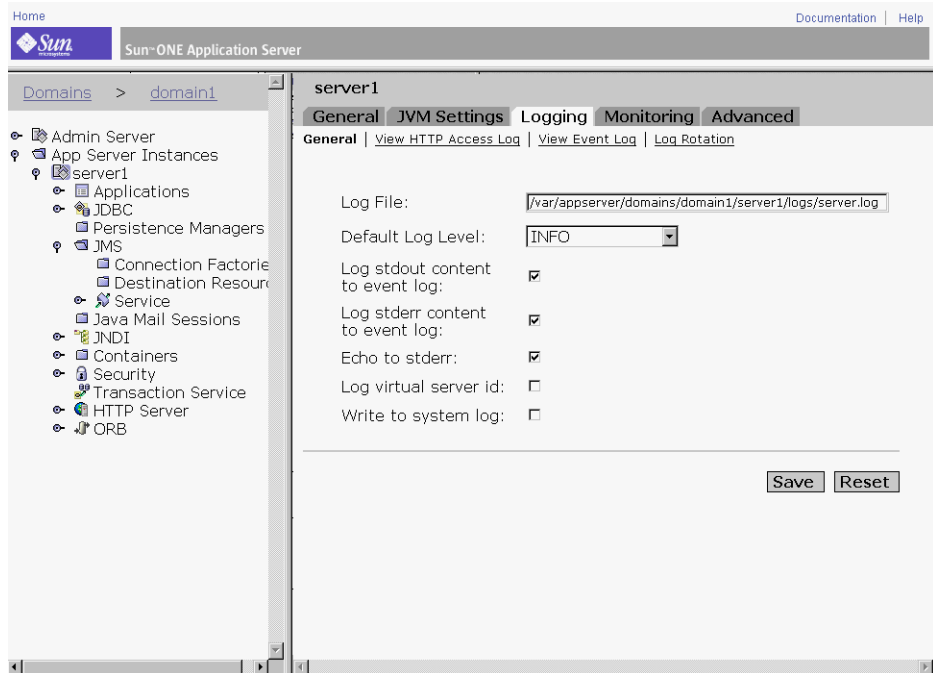 Home
Documentation | Help
Sun
microsystems
Sun™ ONE Application Server
Domains > domain1
Admin Server
App Server Instances
server1
Applications
JDBC
Persistence Managers
JMS
Connection Factorie
Destination Resour
Service
Java Mail Sessions
JNDI
Containers
Security
Transaction Service
HTTP Server
ORB
server1
General JVM Settings Logging Monitoring Advanced
General | View HTTP Access Log | View Event Log | Log Rotation
Log File: /var/appserver/domains/domain1/server1/logs/server.log
Default Log Level: INFO
Log stdout content
to event log:
Log stderr content
to event log:
Echo to stderr:
Log virtual server id:
Write to system log:
Save Reset